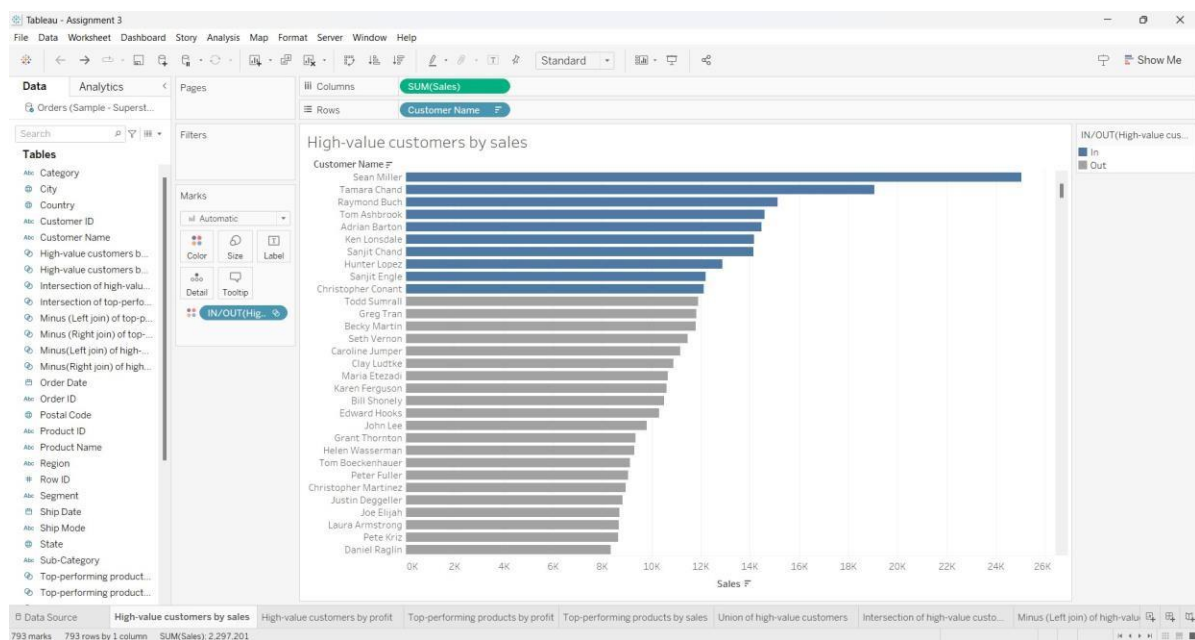 Tableau - Assignment 3
File Data Worksheet Dashboard Story Analysis Map Format Server Window Help
Standard
Show Me
Data Analytics
Orders (Sample - Superst...
Search
Tables
Category
City
Country
Customer ID
Customer Name
High-value customers b...
High-value customers b...
Intersection of high-valu...
Intersection of top-perfo...
Minus (Left join) of top-p...
Minus (Right join) of top-...
Minus(Left join) of high-...
Minus(Right join) of high...
Order Date
Order ID
Postal Code
Product ID
Product Name
Region
Row ID
Segment
Ship Date
Ship Mode
State
Sub-Category
Top-performing product...
Top-performing product...
Pages
Filters
Marks
Automatic
Color Size Label
Detail Tooltip
IN/OUT(Hig..
Columns SUM(Sales)
Rows Customer Name
High-value customers by sales
Customer Name
Sean Miller
Tamara Chand
Raymond Buch
Tom Ashbrook
Adrian Barton
Ken Lonsdale
Sanjit Chand
Hunter Lopez
Sanjit Engle
Christopher Conant
Todd Sumrall
Greg Tran
Becky Martin
Seth Vernon
Caroline Jumper
Clay Ludtke
Maria Etezadi
Karen Ferguson
Bill Shonely
Edward Hooks
John Lee
Grant Thornton
Helen Wasserman
Tom Boeckenhauer
Peter Fuller
Christopher Martinez
Justin Deggeller
Joe Elijah
Laura Armstrong
Pete Kriz
Daniel Raglin
0K 2K 4K 6K 8K 10K 12K 14K 16K 18K 20K 22K 24K 26K
Sales
IN/OUT(High-value cus...
In
Out
Data Source High-value customers by sales High-value customers by profit Top-performing products by profit Top-performing products by sales Union of high-value customers Intersection of high-value custo... Minus (Left join) of high-valu
793 marks 793 rows by 1 column SUM(Sales): 2,297,201